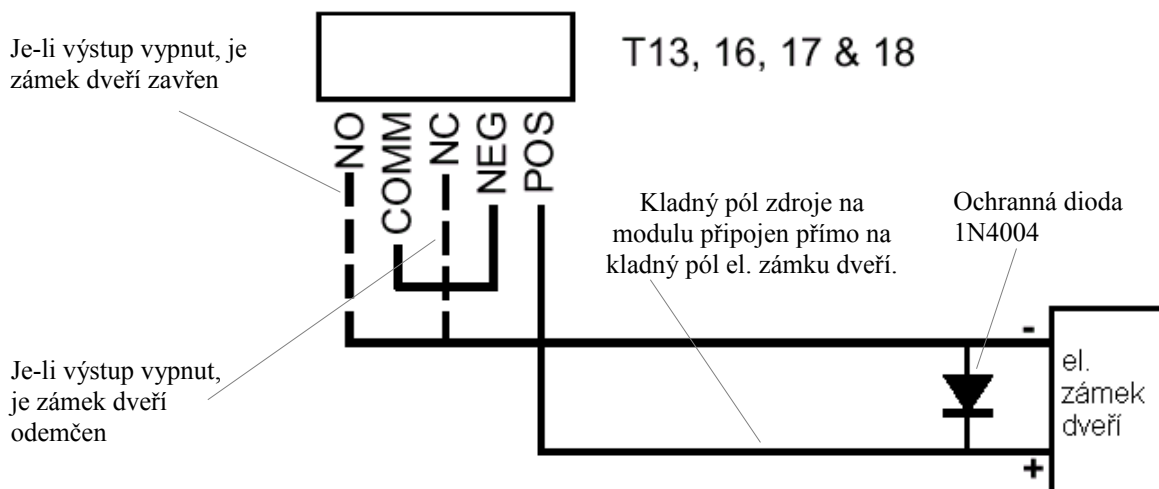 Je-li výstup vypnut, je
zámek dveří zavřen
T13, 16, 17 & 18
NO
COMM
NC
NEG
POS
Kladný pól zdroje na
modulu připojen přímo na
kladný pól el. zámku dveří.
Ochranná dioda
1N4004
Je-li výstup vypnut,
je zámek dveří
odemčen
-
el.
zámek
dveří
+